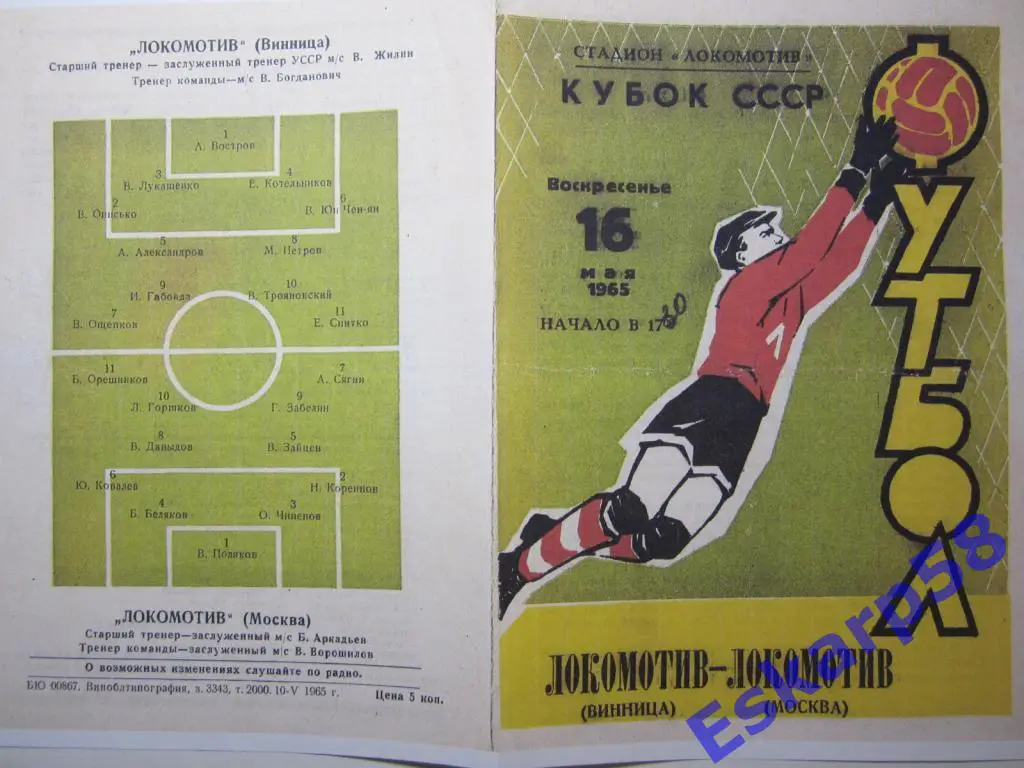 „ЛОКОМОТИВ" (Винница)
Старший тренер — заслуженный тренер УССР м/с В. Жилин
Тренер команды—м/с В. Богданович
1
Л. Востров
3 4
В. Лукашенко Е. Котельников
2 6
В. Онисько В. Юн Чен-ян
5 8
А. Александров М. Петров
9 10
И. Габовда В. Трояновский
7 11
В. Ощепков Е. Снитко
11 7
Б. Орешников А. Сягин
10 9
Л. Горшков Г. Забелин
8 5
В. Давыдов В. Зайцев
6 2
Ю. Ковалев Н. Коренной
4 3
Б. Беляков О. Чиненов
1
В. Поляков
„ЛОКОМОТИВ" (Москва)
Старший тренер—заслуженный м/с Б. Аркадьев
Тренер команды—заслуженный м/с В. Ворошилов
О возможных изменениях слушайте по радио.
БЮ 00867. Виноблтипография, з. 3343, т. 2000. 10-V 1965 г. Цена 5 коп.
СТАДИОН «ЛОКОМОТИВ»
КУБОК СССР
Воскресенье
16
мая
1965
НАЧАЛО В 17 30
ФУТБОЛ
1
ЛОКОМОТИВ—ЛОКОМОТИВ
(ВИННИЦА) (МОСКВА)
Eskarp58